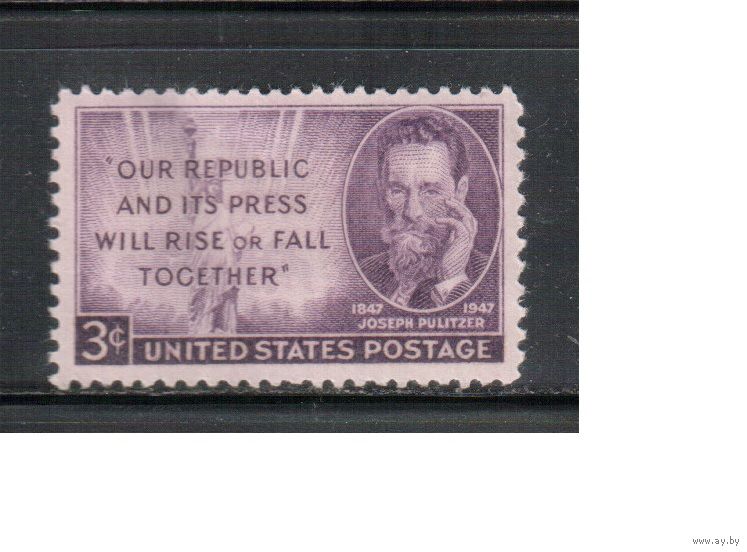 "OUR REPUBLIC
AND ITS PRESS
WILL RISE OR FALL
TOGETHER"
1847 1947
JOSEPH PULITZER
3¢ UNITED STATES POSTAGE
www.ay.by